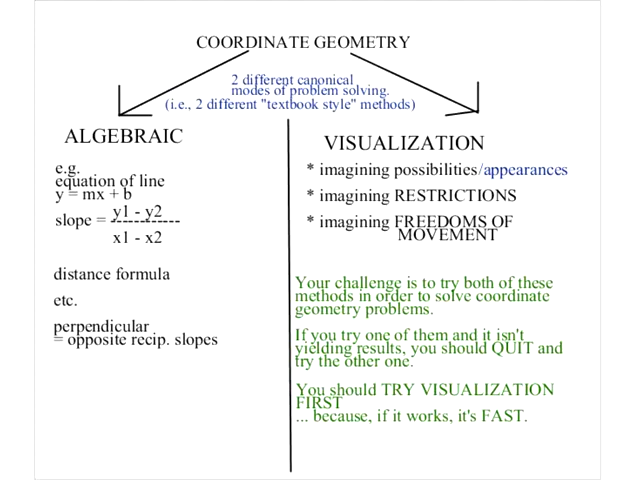 COORDINATE GEOMETRY
2 different canonical
modes of problem solving.
(i.e., 2 different "textbook style" methods)
ALGEBRAIC
e.g.
equation of line
y = mx + b
slope = y1 - y2
-----------
x1 - x2
distance formula
etc.
perpendicular
= opposite recip. slopes
VISUALIZATION
* imagining possibilities/appearances
* imagining RESTRICTIONS
* imagining FREEDOMS OF
MOVEMENT
Your challenge is to try both of these
methods in order to solve coordinate
geometry problems.
If you try one of them and it isn't
yielding results, you should QUIT and
try the other one.
You should TRY VISUALIZATION
FIRST
... because, if it works, it's FAST.